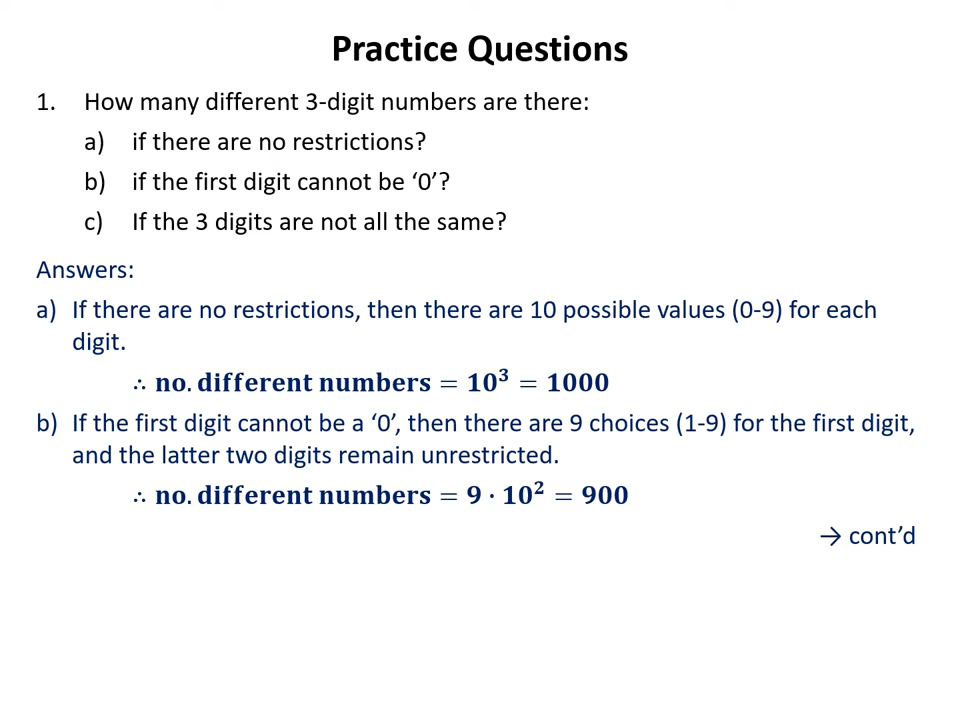 Practice Questions
1. How many different 3-digit numbers are there:
a) if there are no restrictions?
b) if the first digit cannot be ‘0’?
c) If the 3 digits are not all the same?
Answers:
a) If there are no restrictions, then there are 10 possible values (0-9) for each
digit.
∴ no. different numbers = 10³ = 1000
b) If the first digit cannot be a ‘0’, then there are 9 choices (1-9) for the first digit,
and the latter two digits remain unrestricted.
∴ no. different numbers = 9 · 10² = 900
→ cont’d